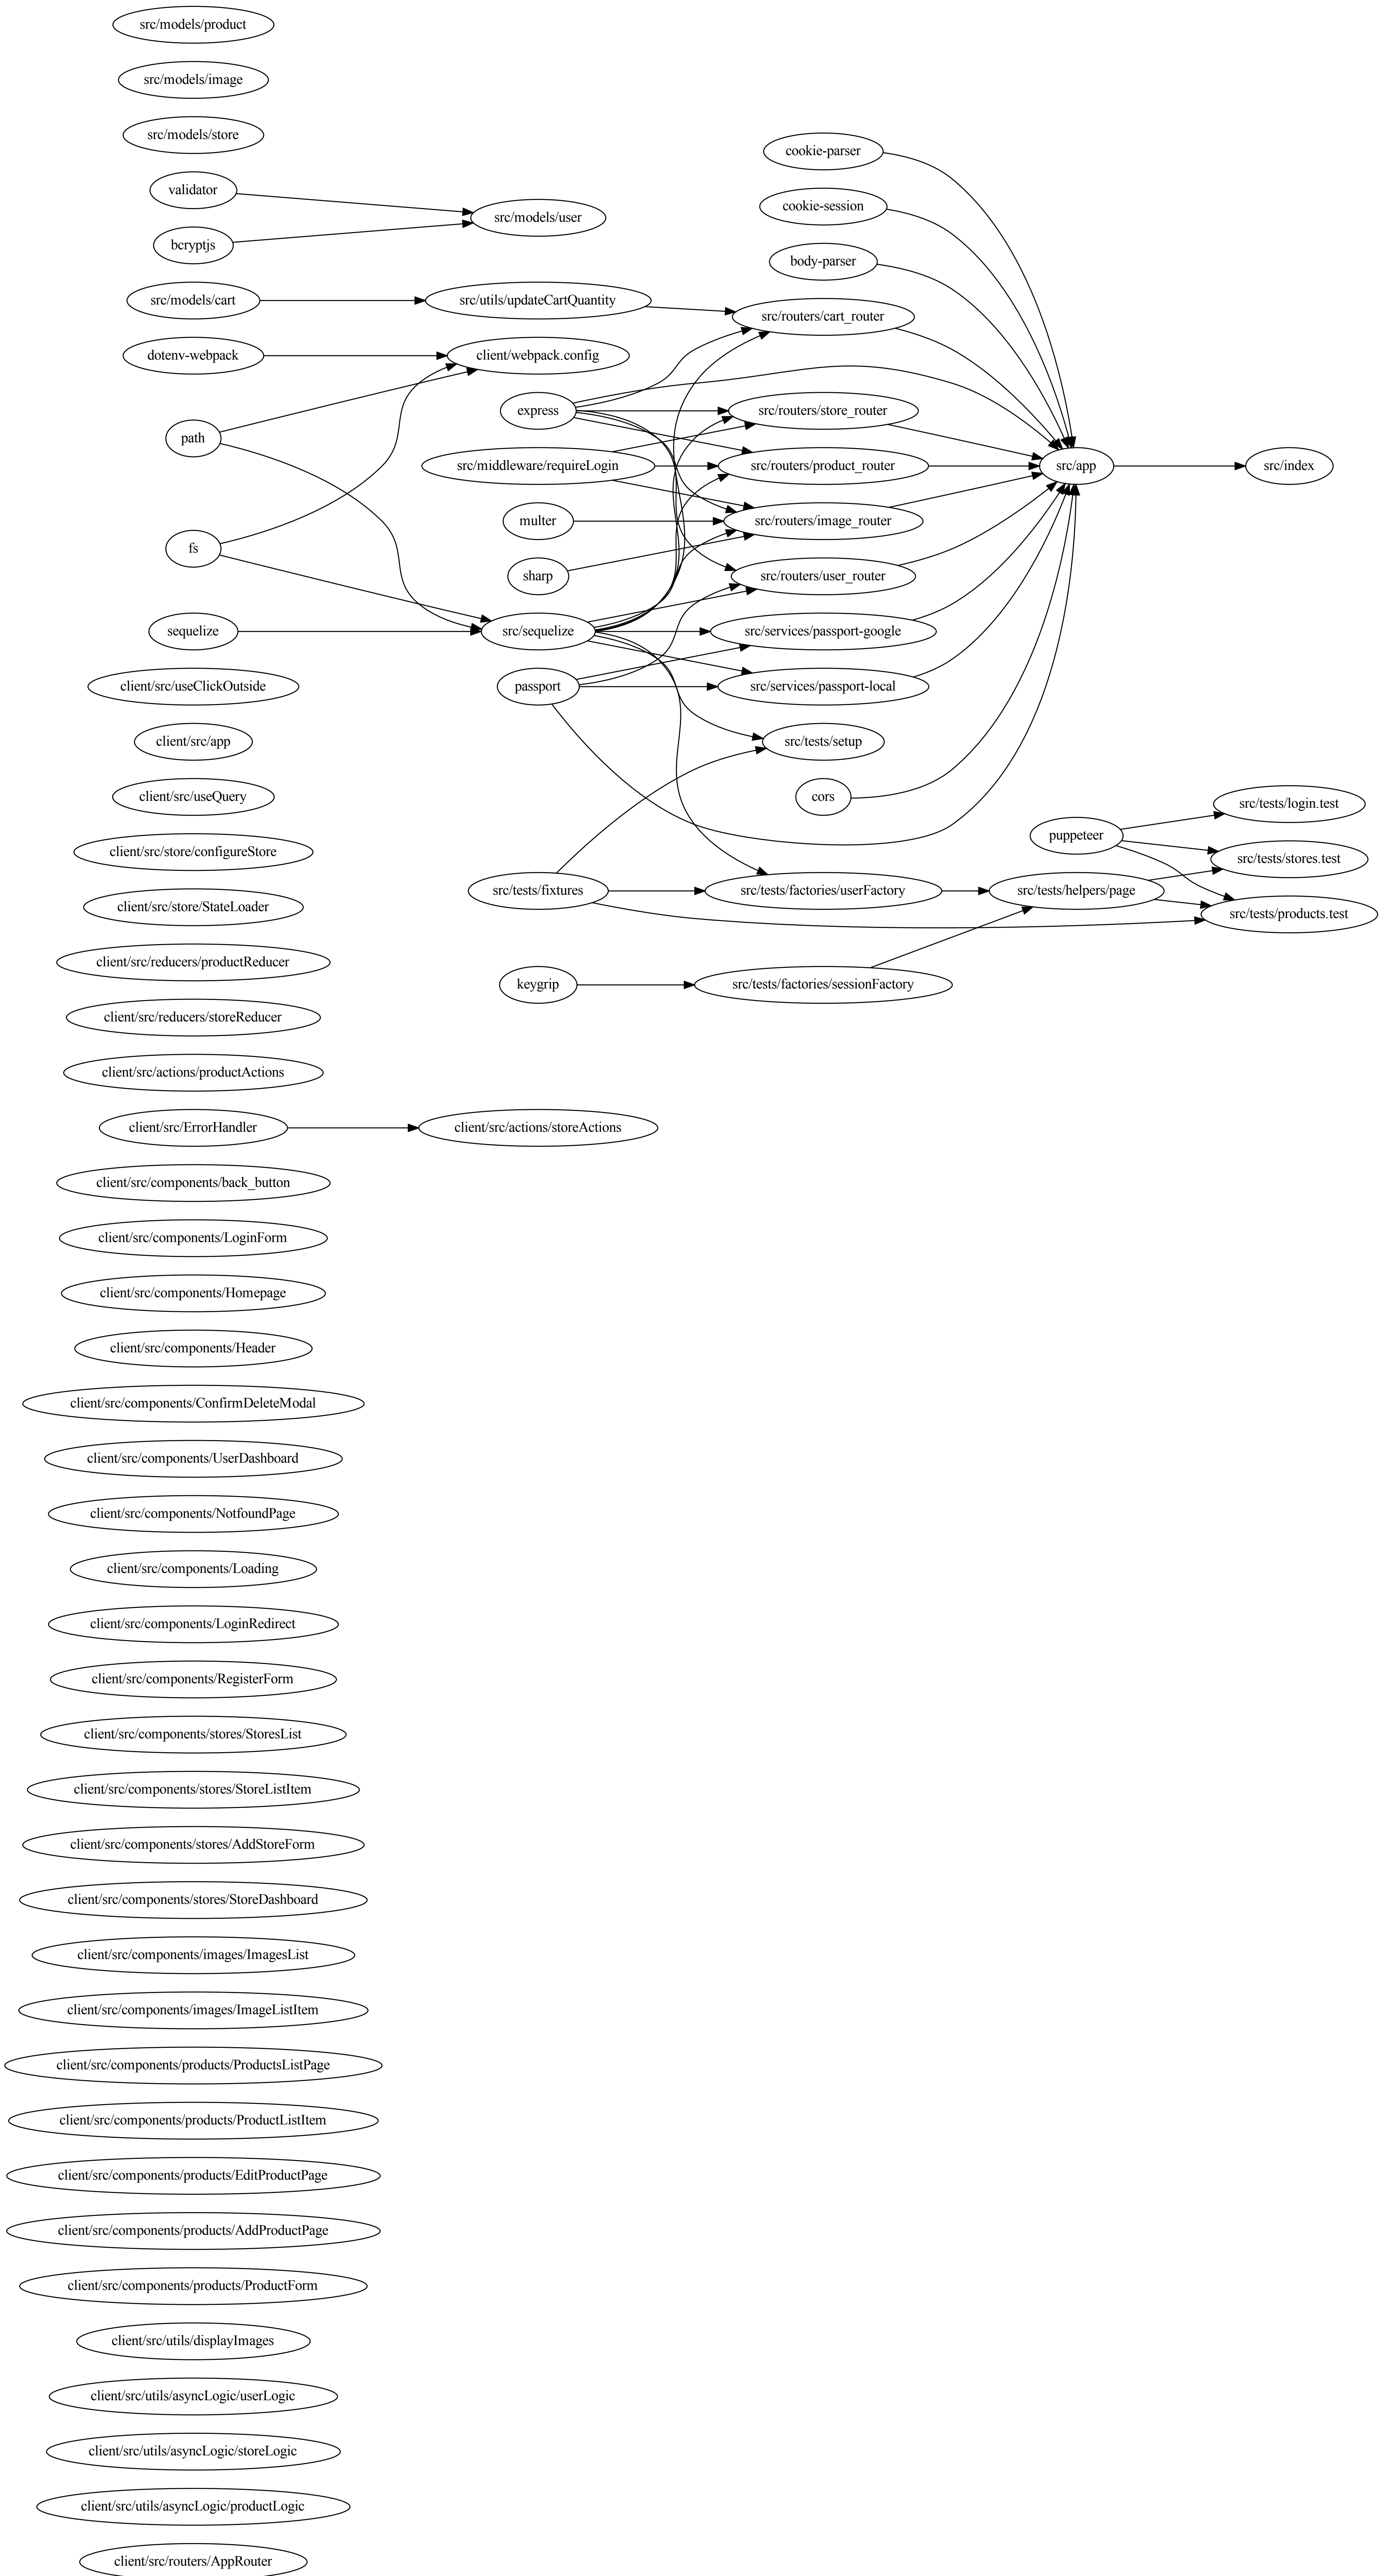 src/models/product
src/models/image
src/models/store
validator
bcryptjs
src/models/cart
dotenv-webpack
path
fs
sequelize
client/src/useClickOutside
client/src/app
client/src/useQuery
client/src/store/configureStore
client/src/store/StateLoader
client/src/reducers/productReducer
client/src/reducers/storeReducer
client/src/actions/productActions
client/src/ErrorHandler
client/src/components/back_button
client/src/components/LoginForm
client/src/components/Homepage
client/src/components/Header
client/src/components/ConfirmDeleteModal
client/src/components/UserDashboard
client/src/components/NotfoundPage
client/src/components/Loading
client/src/components/LoginRedirect
client/src/components/RegisterForm
client/src/components/stores/StoresList
client/src/components/stores/StoreListItem
client/src/components/stores/AddStoreForm
client/src/components/stores/StoreDashboard
client/src/components/images/ImagesList
client/src/components/images/ImageListItem
client/src/components/products/ProductsListPage
client/src/components/products/ProductListItem
client/src/components/products/EditProductPage
client/src/components/products/AddProductPage
client/src/components/products/ProductForm
client/src/utils/displayImages
client/src/utils/asyncLogic/userLogic
client/src/utils/asyncLogic/storeLogic
client/src/utils/asyncLogic/productLogic
client/src/routers/AppRouter
src/models/user
src/utils/updateCartQuantity
client/webpack.config
express
src/middleware/requireLogin
multer
sharp
src/sequelize
passport
src/tests/fixtures
keygrip
client/src/actions/storeActions
cookie-parser
cookie-session
body-parser
src/routers/cart_router
src/routers/store_router
src/routers/product_router
src/routers/image_router
src/routers/user_router
src/services/passport-google
src/services/passport-local
src/tests/setup
cors
src/tests/factories/userFactory
src/tests/factories/sessionFactory
src/app
puppeteer
src/tests/helpers/page
src/index
src/tests/login.test
src/tests/stores.test
src/tests/products.test